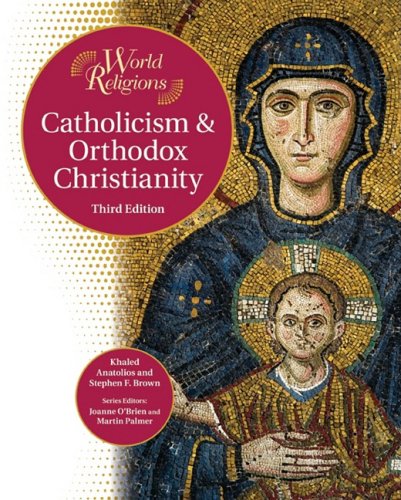 World
Religions
Catholicism &
Orthodox
Christianity
Third Edition
Khaled
Anatolios and
Stephen F. Brown
Series Editors:
Joanne O'Brien and
Martin Palmer